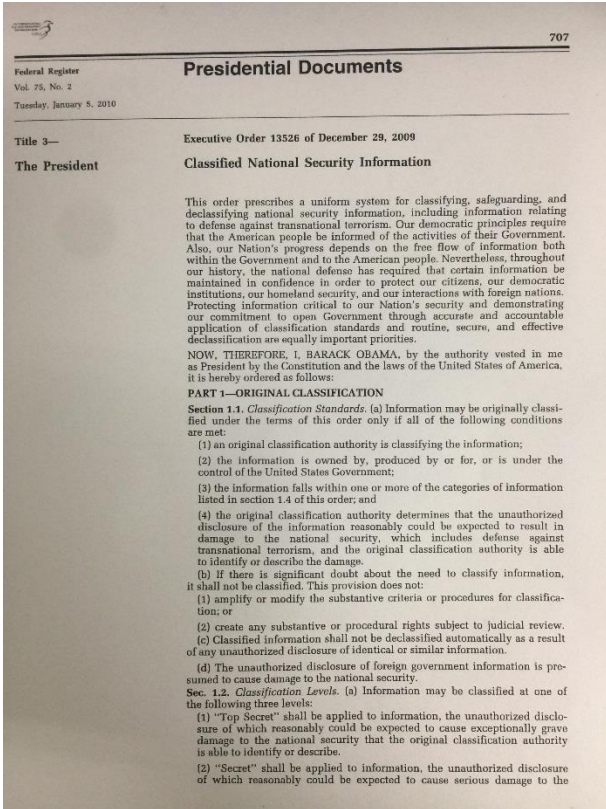 707
Federal Register
Vol. 75, No. 2
Tuesday, January 5, 2010
Presidential Documents
Title 3—
The President
Executive Order 13526 of December 29, 2009
Classified National Security Information
This order prescribes a uniform system for classifying, safeguarding, and
declassifying national security information, including information relating
to defense against transnational terrorism. Our democratic principles require
that the American people be informed of the activities of their Government.
Also, our Nation's progress depends on the free flow of information both
within the Government and to the American people. Nevertheless, throughout
our history, the national defense has required that certain information be
maintained in confidence in order to protect our citizens, our democratic
institutions, our homeland security, and our interactions with foreign nations.
Protecting information critical to our Nation's security and demonstrating
our commitment to open Government through accurate and accountable
application of classification standards and routine, secure, and effective
declassification are equally important priorities.
NOW, THEREFORE, I, BARACK OBAMA, by the authority vested in me
as President by the Constitution and the laws of the United States of America,
it is hereby ordered as follows:
PART 1—ORIGINAL CLASSIFICATION
Section 1.1. Classification Standards. (a) Information may be originally classi-
fied under the terms of this order only if all of the following conditions
are met:
(1) an original classification authority is classifying the information;
(2) the information is owned by, produced by or for, or is under the
control of the United States Government;
(3) the information falls within one or more of the categories of information
listed in section 1.4 of this order; and
(4) the original classification authority determines that the unauthorized
disclosure of the information reasonably could be expected to result in
damage to the national security, which includes defense against
transnational terrorism, and the original classification authority is able
to identify or describe the damage.
(b) If there is significant doubt about the need to classify information,
it shall not be classified. This provision does not:
(1) amplify or modify the substantive criteria or procedures for classifica-
tion; or
(2) create any substantive or procedural rights subject to judicial review.
(c) Classified information shall not be declassified automatically as a result
of any unauthorized disclosure of identical or similar information.
(d) The unauthorized disclosure of foreign government information is pre-
sumed to cause damage to the national security.
Sec. 1.2. Classification Levels. (a) Information may be classified at one of
the following three levels:
(1) "Top Secret" shall be applied to information, the unauthorized disclo-
sure of which reasonably could be expected to cause exceptionally grave
damage to the national security that the original classification authority
is able to identify or describe.
(2) "Secret" shall be applied to information, the unauthorized disclosure
of which reasonably could be expected to cause serious damage to the